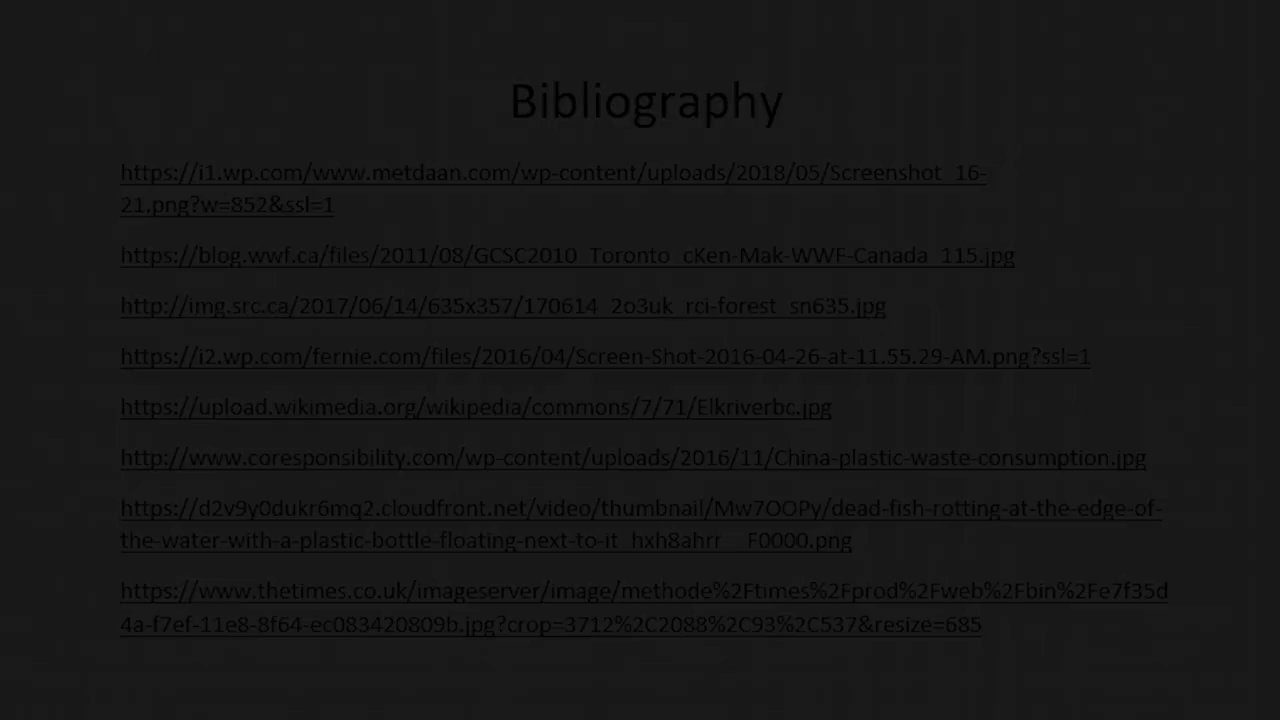 Bibliography
https://i1.wp.com/www.metdaan.com/wp-content/uploads/2018/05/Screenshot_16-
21.png?w=852&ssl=1
https://blog.wwf.ca/files/2011/08/GCSC2010_Toronto_cKen-Mak-WWF-Canada_115.jpg
http://img.src.ca/2017/06/14/635x357/170614_2o3uk_rci-forest_sn635.jpg
https://i2.wp.com/fernie.com/files/2016/04/Screen-Shot-2016-04-26-at-11.55.29-AM.png?ssl=1
https://upload.wikimedia.org/wikipedia/commons/7/71/Elkriverbc.jpg
http://www.coresponsibility.com/wp-content/uploads/2016/11/China-plastic-waste-consumption.jpg
https://d2v9y0dukr6mq2.cloudfront.net/video/thumbnail/Mw7OOPy/dead-fish-rotting-at-the-edge-of-
the-water-with-a-plastic-bottle-floating-next-to-it_hxh8ahrr__F0000.png
https://www.thetimes.co.uk/imageserver/image/methode%2Ftimes%2Fprod%2Fweb%2Fbin%2Fe7f35d
4a-f7ef-11e8-8f64-ec083420809b.jpg?crop=3712%2C2088%2C93%2C537&resize=685